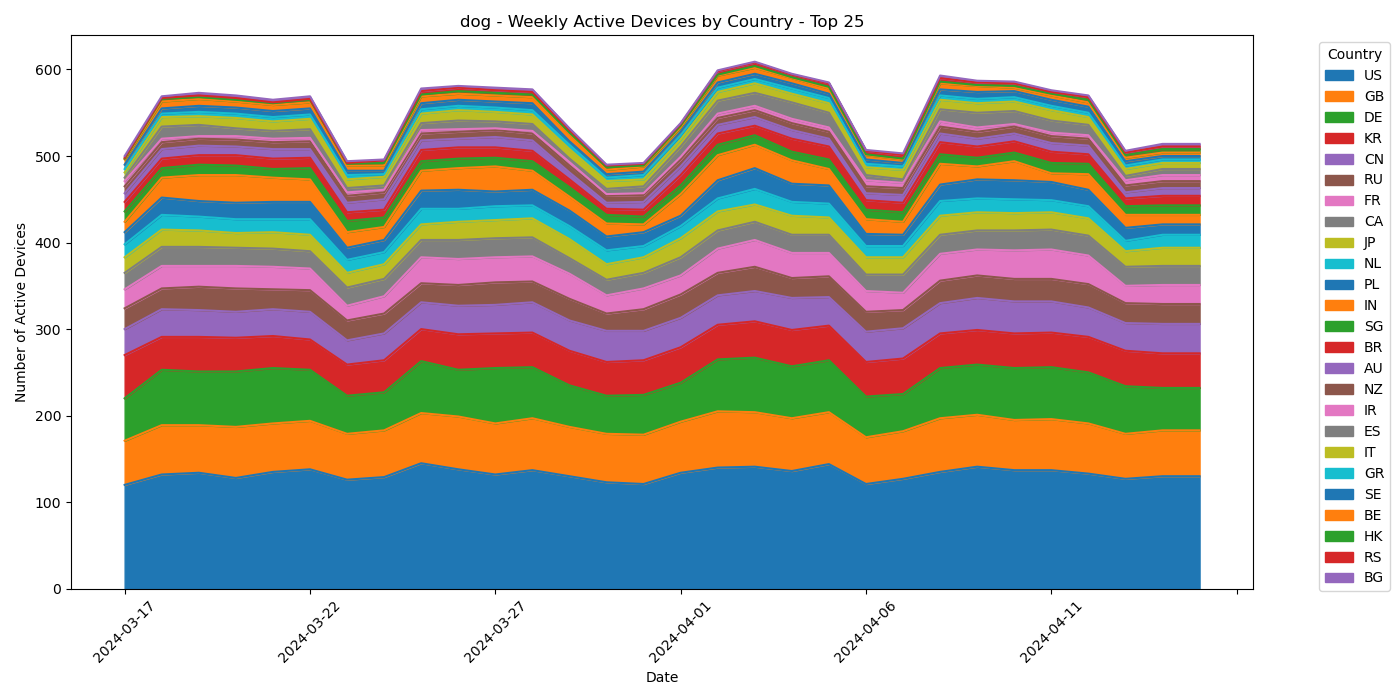 dog - Weekly Active Devices by Country - Top 25
Number of Active Devices
600
500
400
300
200
100
0
2024-03-17
2024-03-22
2024-03-27
2024-04-01
2024-04-06
2024-04-11
Date
Country
US
GB
DE
KR
CN
RU
FR
CA
JP
NL
PL
IN
SG
BR
AU
NZ
IR
ES
IT
GR
SE
BE
HK
RS
BG